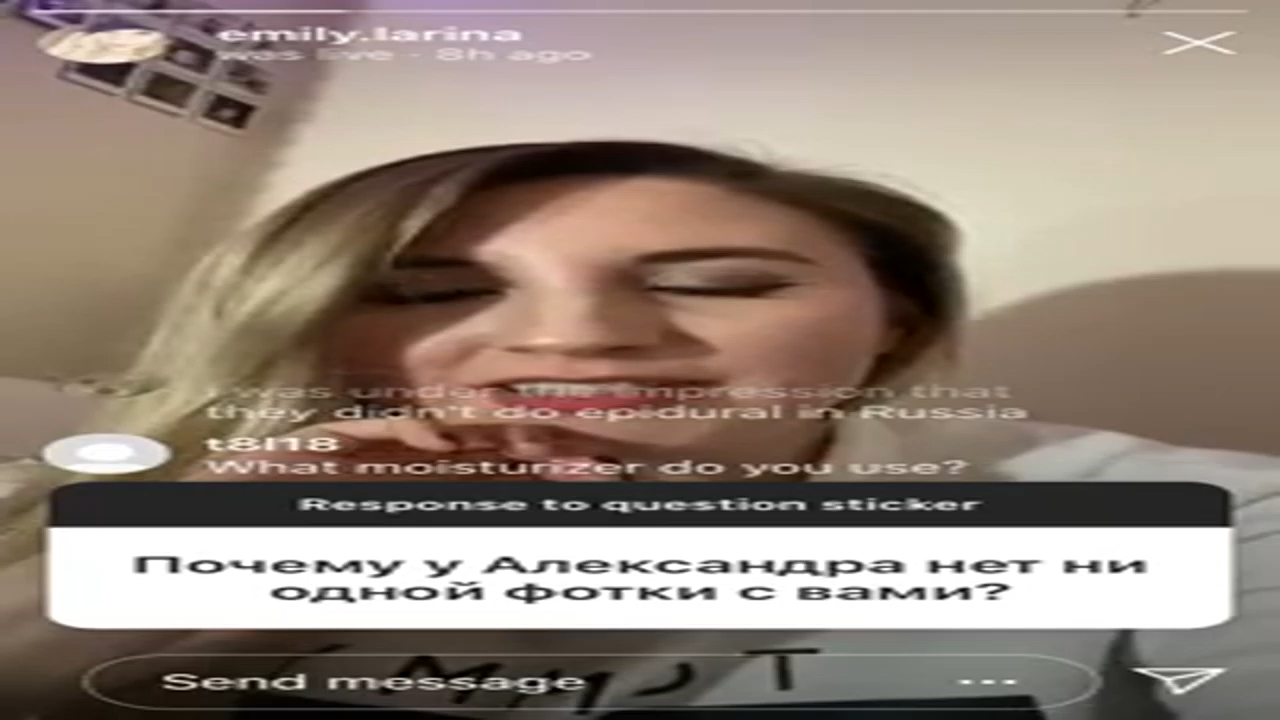 emily.larina
was live · 8h ago
I was under the impression that
they didn't do epidural in Russia
t8l18
What moisturizer do you use?
Response to question sticker
Почему у Александра нет ни
одной фотки с вами?
Send message